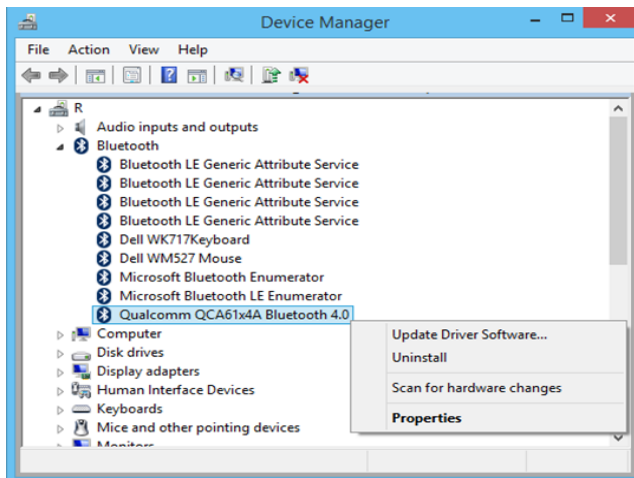 Device Manager
File Action View Help
R
Audio inputs and outputs
Bluetooth
Bluetooth LE Generic Attribute Service
Bluetooth LE Generic Attribute Service
Bluetooth LE Generic Attribute Service
Bluetooth LE Generic Attribute Service
Dell WK717Keyboard
Dell WM527 Mouse
Microsoft Bluetooth Enumerator
Microsoft Bluetooth LE Enumerator
Qualcomm QCA61x4A Bluetooth 4.0
Computer
Disk drives
Display adapters
Human Interface Devices
Keyboards
Mice and other pointing devices
Monitors
Update Driver Software...
Uninstall
Scan for hardware changes
Properties